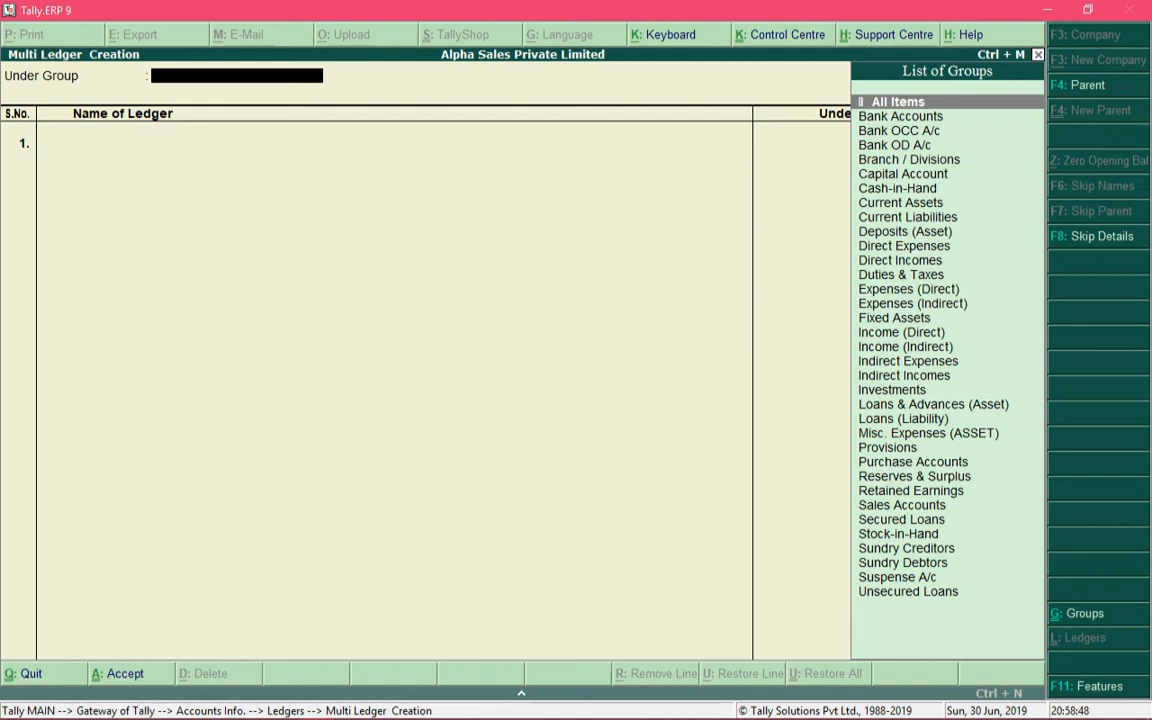 Tally.ERP 9
P: Print E: Export M: E-Mail O: Upload S: TallyShop G: Language K: Keyboard K: Control Centre H: Support Centre H: Help
Multi Ledger Creation Alpha Sales Private Limited Ctrl + M
Under Group :
List of Groups
S.No. Name of Ledger Unde
1.
All Items
Bank Accounts
Bank OCC A/c
Bank OD A/c
Branch / Divisions
Capital Account
Cash-in-Hand
Current Assets
Current Liabilities
Deposits (Asset)
Direct Expenses
Direct Incomes
Duties & Taxes
Expenses (Direct)
Expenses (Indirect)
Fixed Assets
Income (Direct)
Income (Indirect)
Indirect Expenses
Indirect Incomes
Investments
Loans & Advances (Asset)
Loans (Liability)
Misc. Expenses (ASSET)
Provisions
Purchase Accounts
Reserves & Surplus
Retained Earnings
Sales Accounts
Secured Loans
Stock-in-Hand
Sundry Creditors
Sundry Debtors
Suspense A/c
Unsecured Loans
F3: Company
F3: New Company
F4: Parent
F4: New Parent
Z: Zero Opening Bal
F6: Skip Names
F7: Skip Parent
F8: Skip Details
G: Groups
L: Ledgers
F11: Features
Q: Quit A: Accept D: Delete R: Remove Line U: Restore Line U: Restore All
Ctrl + N
Tally MAIN --> Gateway of Tally --> Accounts Info. --> Ledgers --> Multi Ledger Creation © Tally Solutions Pvt Ltd., 1988-2019 Sun, 30 Jun, 2019 20:58:48